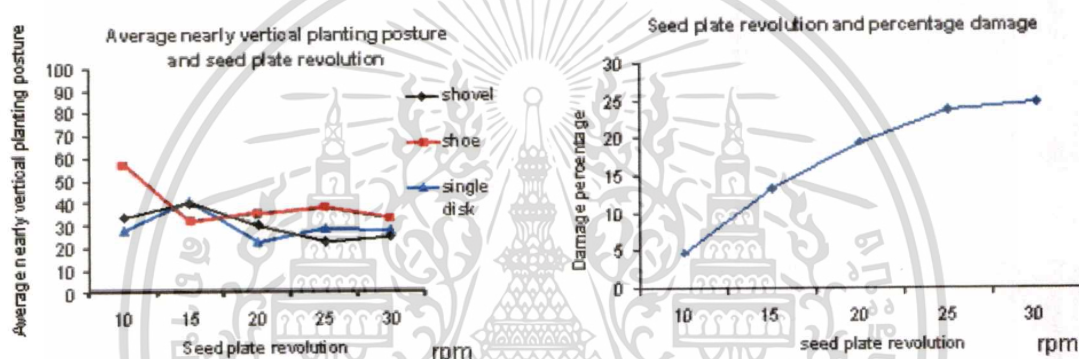 Average nearly vertical planting posture
and seed plate revolution
Average nearly vertical planting posture
100
90
80
70
60
50
40
30
20
10
0
10 15 20 25 30
Seed plate revolution
rpm
shovel
shoe
single
disk
Seed plate revolution and percentage damage
Damage percentage
30
25
20
15
10
5
0
10 15 20 25 30
seed plate revolution
rpm